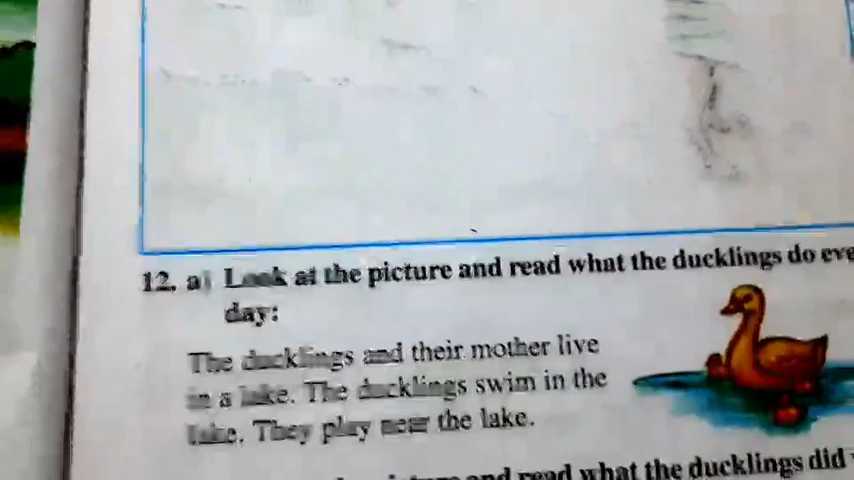 12. a) Look at the picture and read what the ducklings do eve
day:
The ducklings and their mother live
in a lake. The ducklings swim in the
lake. They play near the lake.
and read what the ducklings did